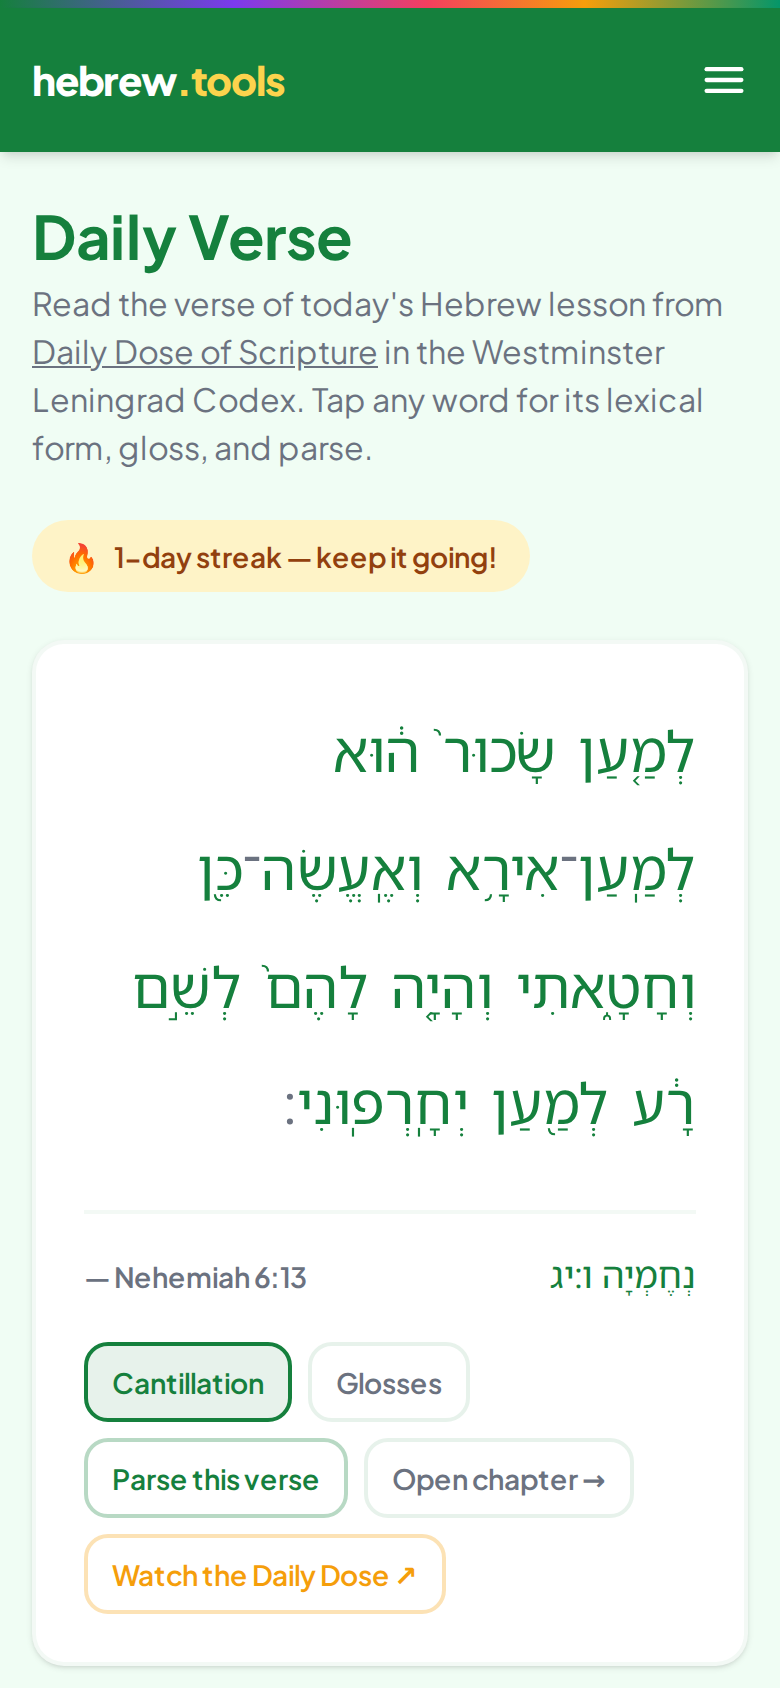 hebrew.tools
Daily Verse
Read the verse of today's Hebrew lesson from
Daily Dose of Scripture in the Westminster
Leningrad Codex. Tap any word for its lexical
form, gloss, and parse.
🔥 1-day streak — keep it going!
לְמַ֤עַן שָׂכוּר֙ ה֔וּא
לְמַֽעַן־אִירָ֥א וְאֶֽעֱשֶׂה־כֵּ֖ן
וְחָטָ֑אתִי וְהָיָ֤ה לָהֶם֙ לְשֵׁ֣ם
רָ֔ע לְמַ֖עַן יְחָֽרְפֽוּנִי׃
— Nehemiah 6:13
נְחֶמְיָה ו:יג
Cantillation
Glosses
Parse this verse
Open chapter →
Watch the Daily Dose ↗